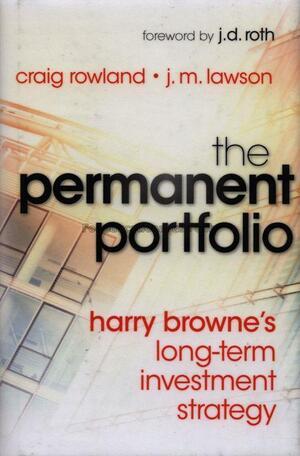 foreword by j.d. roth
craig rowland • j. m. lawson
the
permanent
portfolio
harry browne's
long-term
investment
strategy